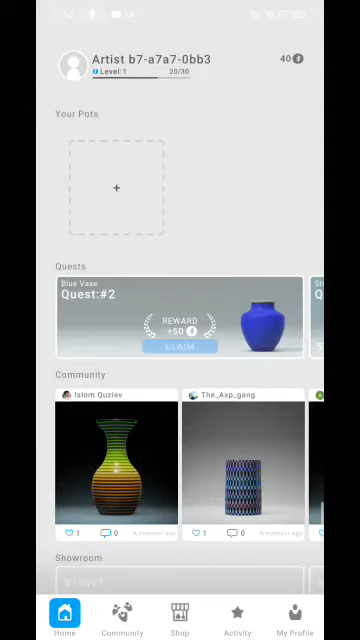 Artist b7-a7a7-0bb3
40
Level:1
20/30
Your Pots
+
Quests
Blue Vase
Quest:#2
REWARD
+50
CLAIM
Community
Islom Quziev
The_Asp_gang
1
0
A moment ago
1
0
A moment ago
Showroom
Home
Community
Shop
Activity
My Profile